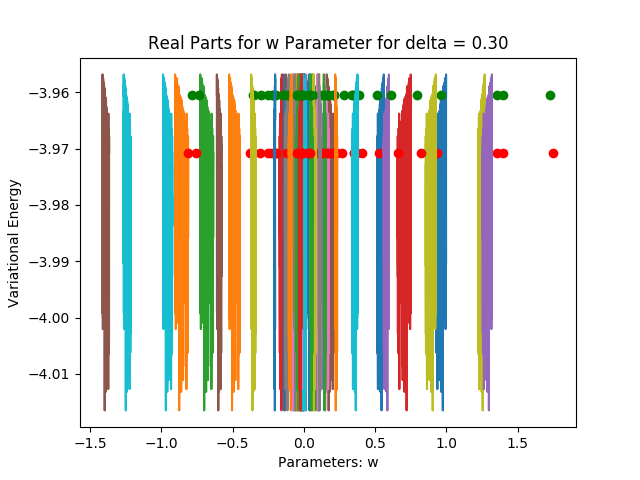 Real Parts for w Parameter for delta = 0.30
Variational Energy
−3.96
−3.97
−3.98
−3.99
−4.00
−4.01
−1.5 −1.0 −0.5 0.0 0.5 1.0 1.5
Parameters: w